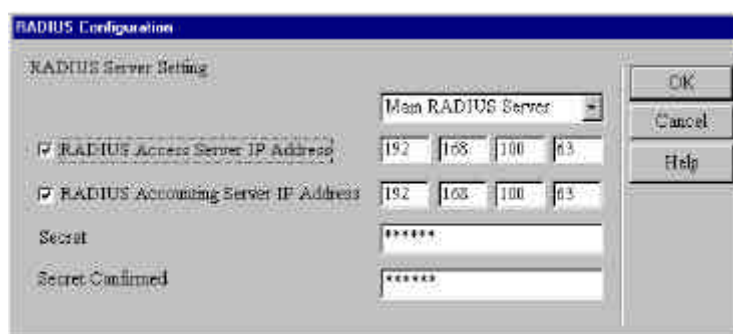 RADIUS Configuration
RADIUS Server Setting
Main RADIUS Server
RADIUS Access Server IP Address 192 168 100 63
RADIUS Accounting Server IP Address 192 168 100 63
Secret ******
Secret Confirmed ******
OK
Cancel
Help